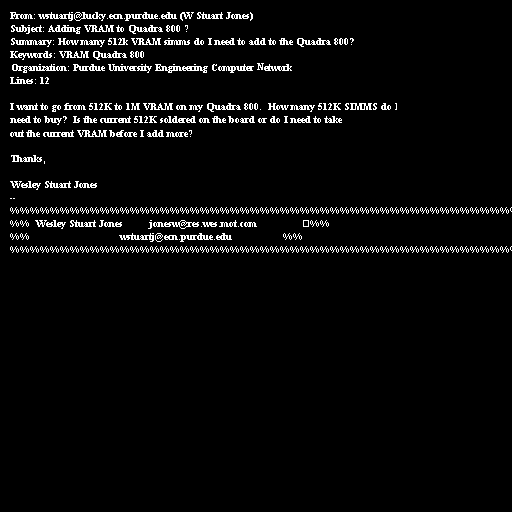 From: wstuartj@lucky.ecn.purdue.edu (W Stuart Jones)
Subject: Adding VRAM to Quadra 800 ?
Summary: How many 512k VRAM simms do I need to add to the Quadra 800?
Keywords: VRAM Quadra 800
Organization: Purdue University Engineering Computer Network
Lines: 12

I want to go from 512K to 1M VRAM on my Quadra 800.  How many 512K SIMMS do I
need to buy?  Is the current 512K soldered on the board or do I need to take
out the current VRAM before I add more?

Thanks,

Wesley Stuart Jones
--
%%%%%%%%%%%%%%%%%%%%%%%%%%%%%%%%%%%%%%%%%%%%%%%%%%%
%%  Wesley Stuart Jones          jonesw@res.wes.mot.com                 %%
%%                                  wstuartj@ecn.purdue.edu                   %%
%%%%%%%%%%%%%%%%%%%%%%%%%%%%%%%%%%%%%%%%%%%%%%%%%%%